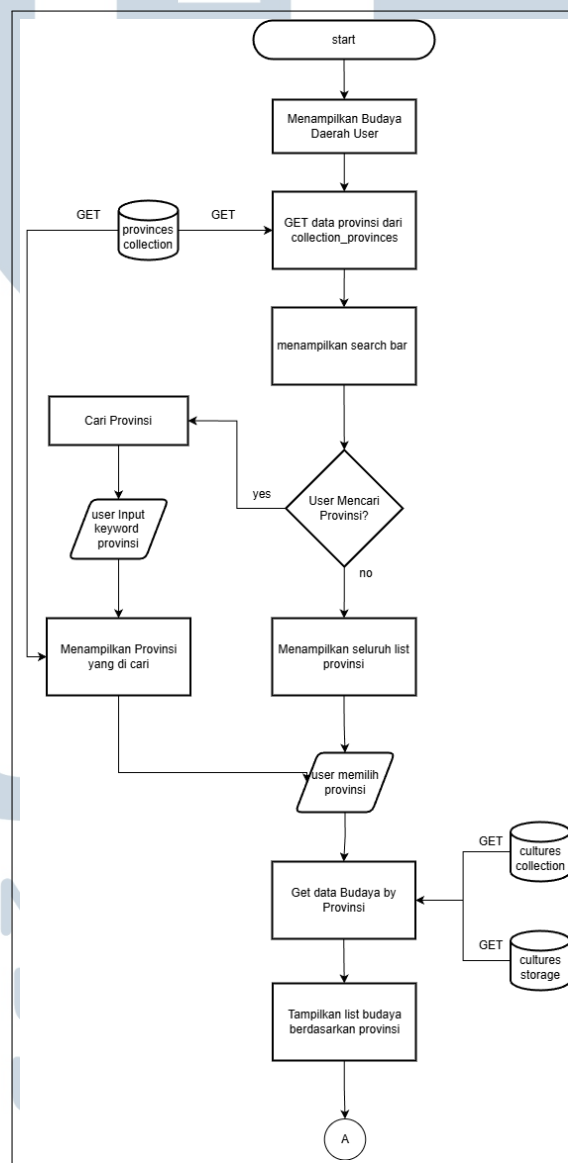 start
Menampilkan Budaya
Daerah User
GET
provinces
collection
GET
GET data provinsi dari
collection_provinces
menampilkan search bar
Cari Provinsi
yes
User Mencari
Provinsi?
user Input
keyword
provinsi
no
Menampilkan Provinsi
yang di cari
Menampilkan seluruh list
provinsi
user memilih
provinsi
GET
cultures
collection
Get data Budaya by
Provinsi
GET
cultures
storage
Tampilkan list budaya
berdasarkan provinsi
A